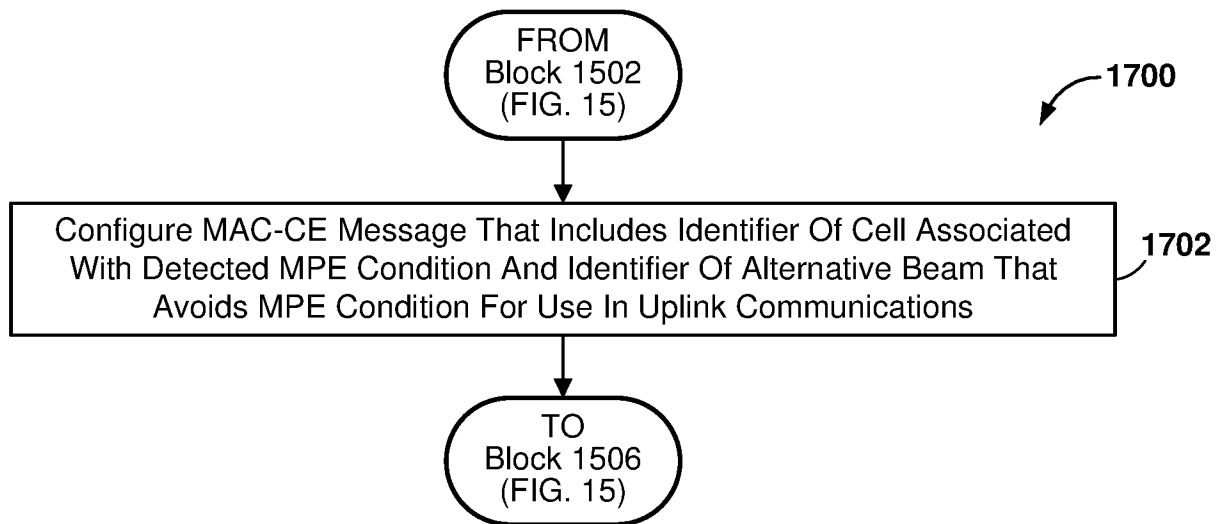 FROM
Block 1502
(FIG. 15)
1700
Configure MAC-CE Message That Includes Identifier Of Cell Associated
With Detected MPE Condition And Identifier Of Alternative Beam That
Avoids MPE Condition For Use In Uplink Communications
1702
TO
Block 1506
(FIG. 15)